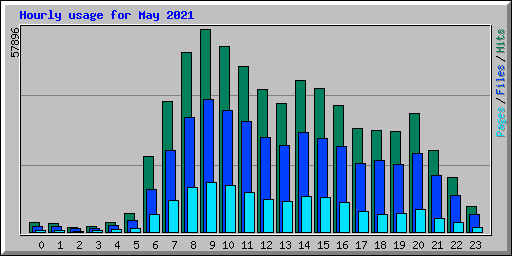 Hourly usage for May 2021
57896
Pages/Files/Hits
0 1 2 3 4 5 6 7 8 9 10 11 12 13 14 15 16 17 18 19 20 21 22 23